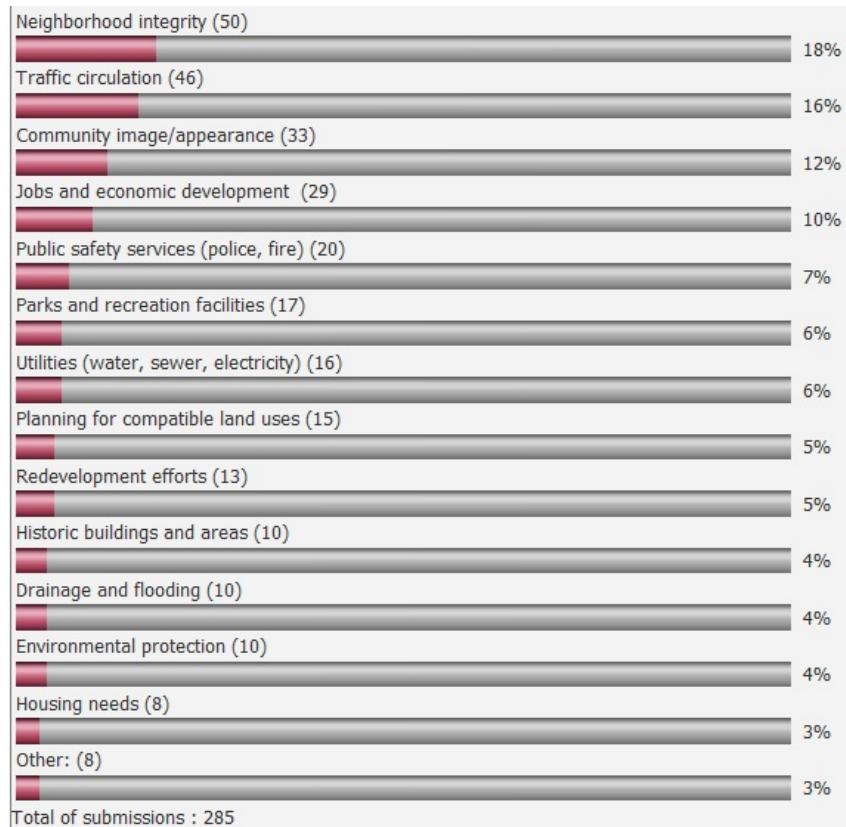 Neighborhood integrity (50)
18%
Traffic circulation (46)
16%
Community image/appearance (33)
12%
Jobs and economic development (29)
10%
Public safety services (police, fire) (20)
7%
Parks and recreation facilities (17)
6%
Utilities (water, sewer, electricity) (16)
6%
Planning for compatible land uses (15)
5%
Redevelopment efforts (13)
5%
Historic buildings and areas (10)
4%
Drainage and flooding (10)
4%
Environmental protection (10)
4%
Housing needs (8)
3%
Other: (8)
3%
Total of submissions : 285